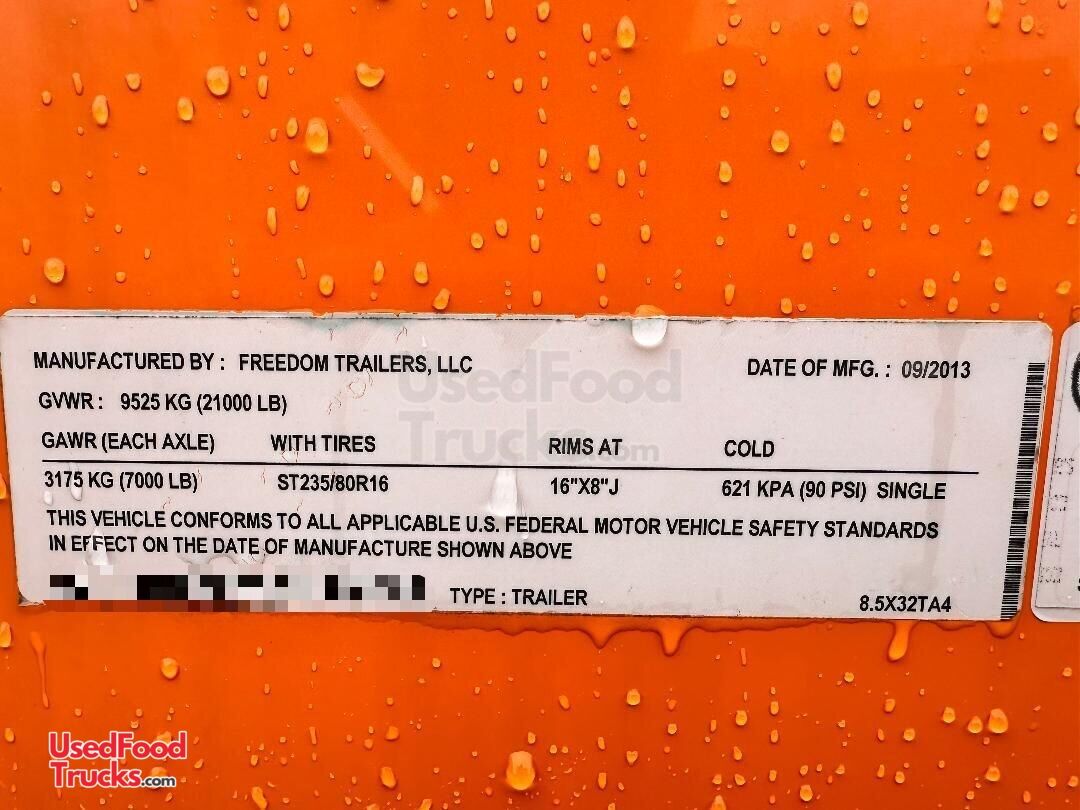 MANUFACTURED BY : FREEDOM TRAILERS, LLC DATE OF MFG. : 09/2013
GVWR : 9525 KG (21000 LB)
GAWR (EACH AXLE) WITH TIRES RIMS AT COLD
3175 KG (7000 LB) ST235/80R16 16"X8"J 621 KPA (90 PSI) SINGLE
THIS VEHICLE CONFORMS TO ALL APPLICABLE U.S. FEDERAL MOTOR VEHICLE SAFETY STANDARDS
IN EFFECT ON THE DATE OF MANUFACTURE SHOWN ABOVE
TYPE : TRAILER 8.5X32TA4
UsedFood
Trucks.com
UsedFood
Trucks.com